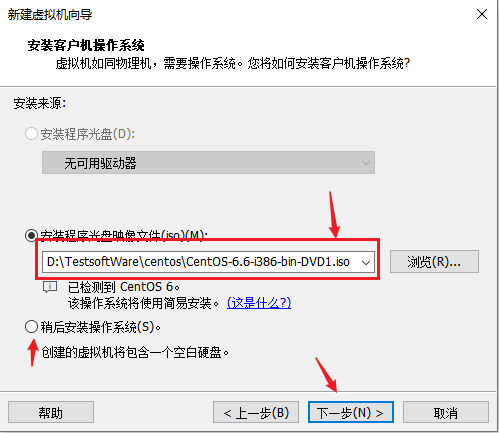 新建虚拟机向导
安装客户机操作系统
虚拟机如同物理机，需要操作系统。您将如何安装客户机操作系统?
安装来源:
安装程序光盘(D):
无可用驱动器
安装程序光盘映像文件(iso)(M):
D:\TestsoftWare\centos\CentOS-6.6-i386-bin-DVD1.iso
浏览(R)...
已检测到 CentOS 6。
该操作系统将使用简易安装。 (这是什么?)
稍后安装操作系统(S)。
创建的虚拟机将包含一个空白硬盘。
帮助
< 上一步(B)
下一步(N) >
取消